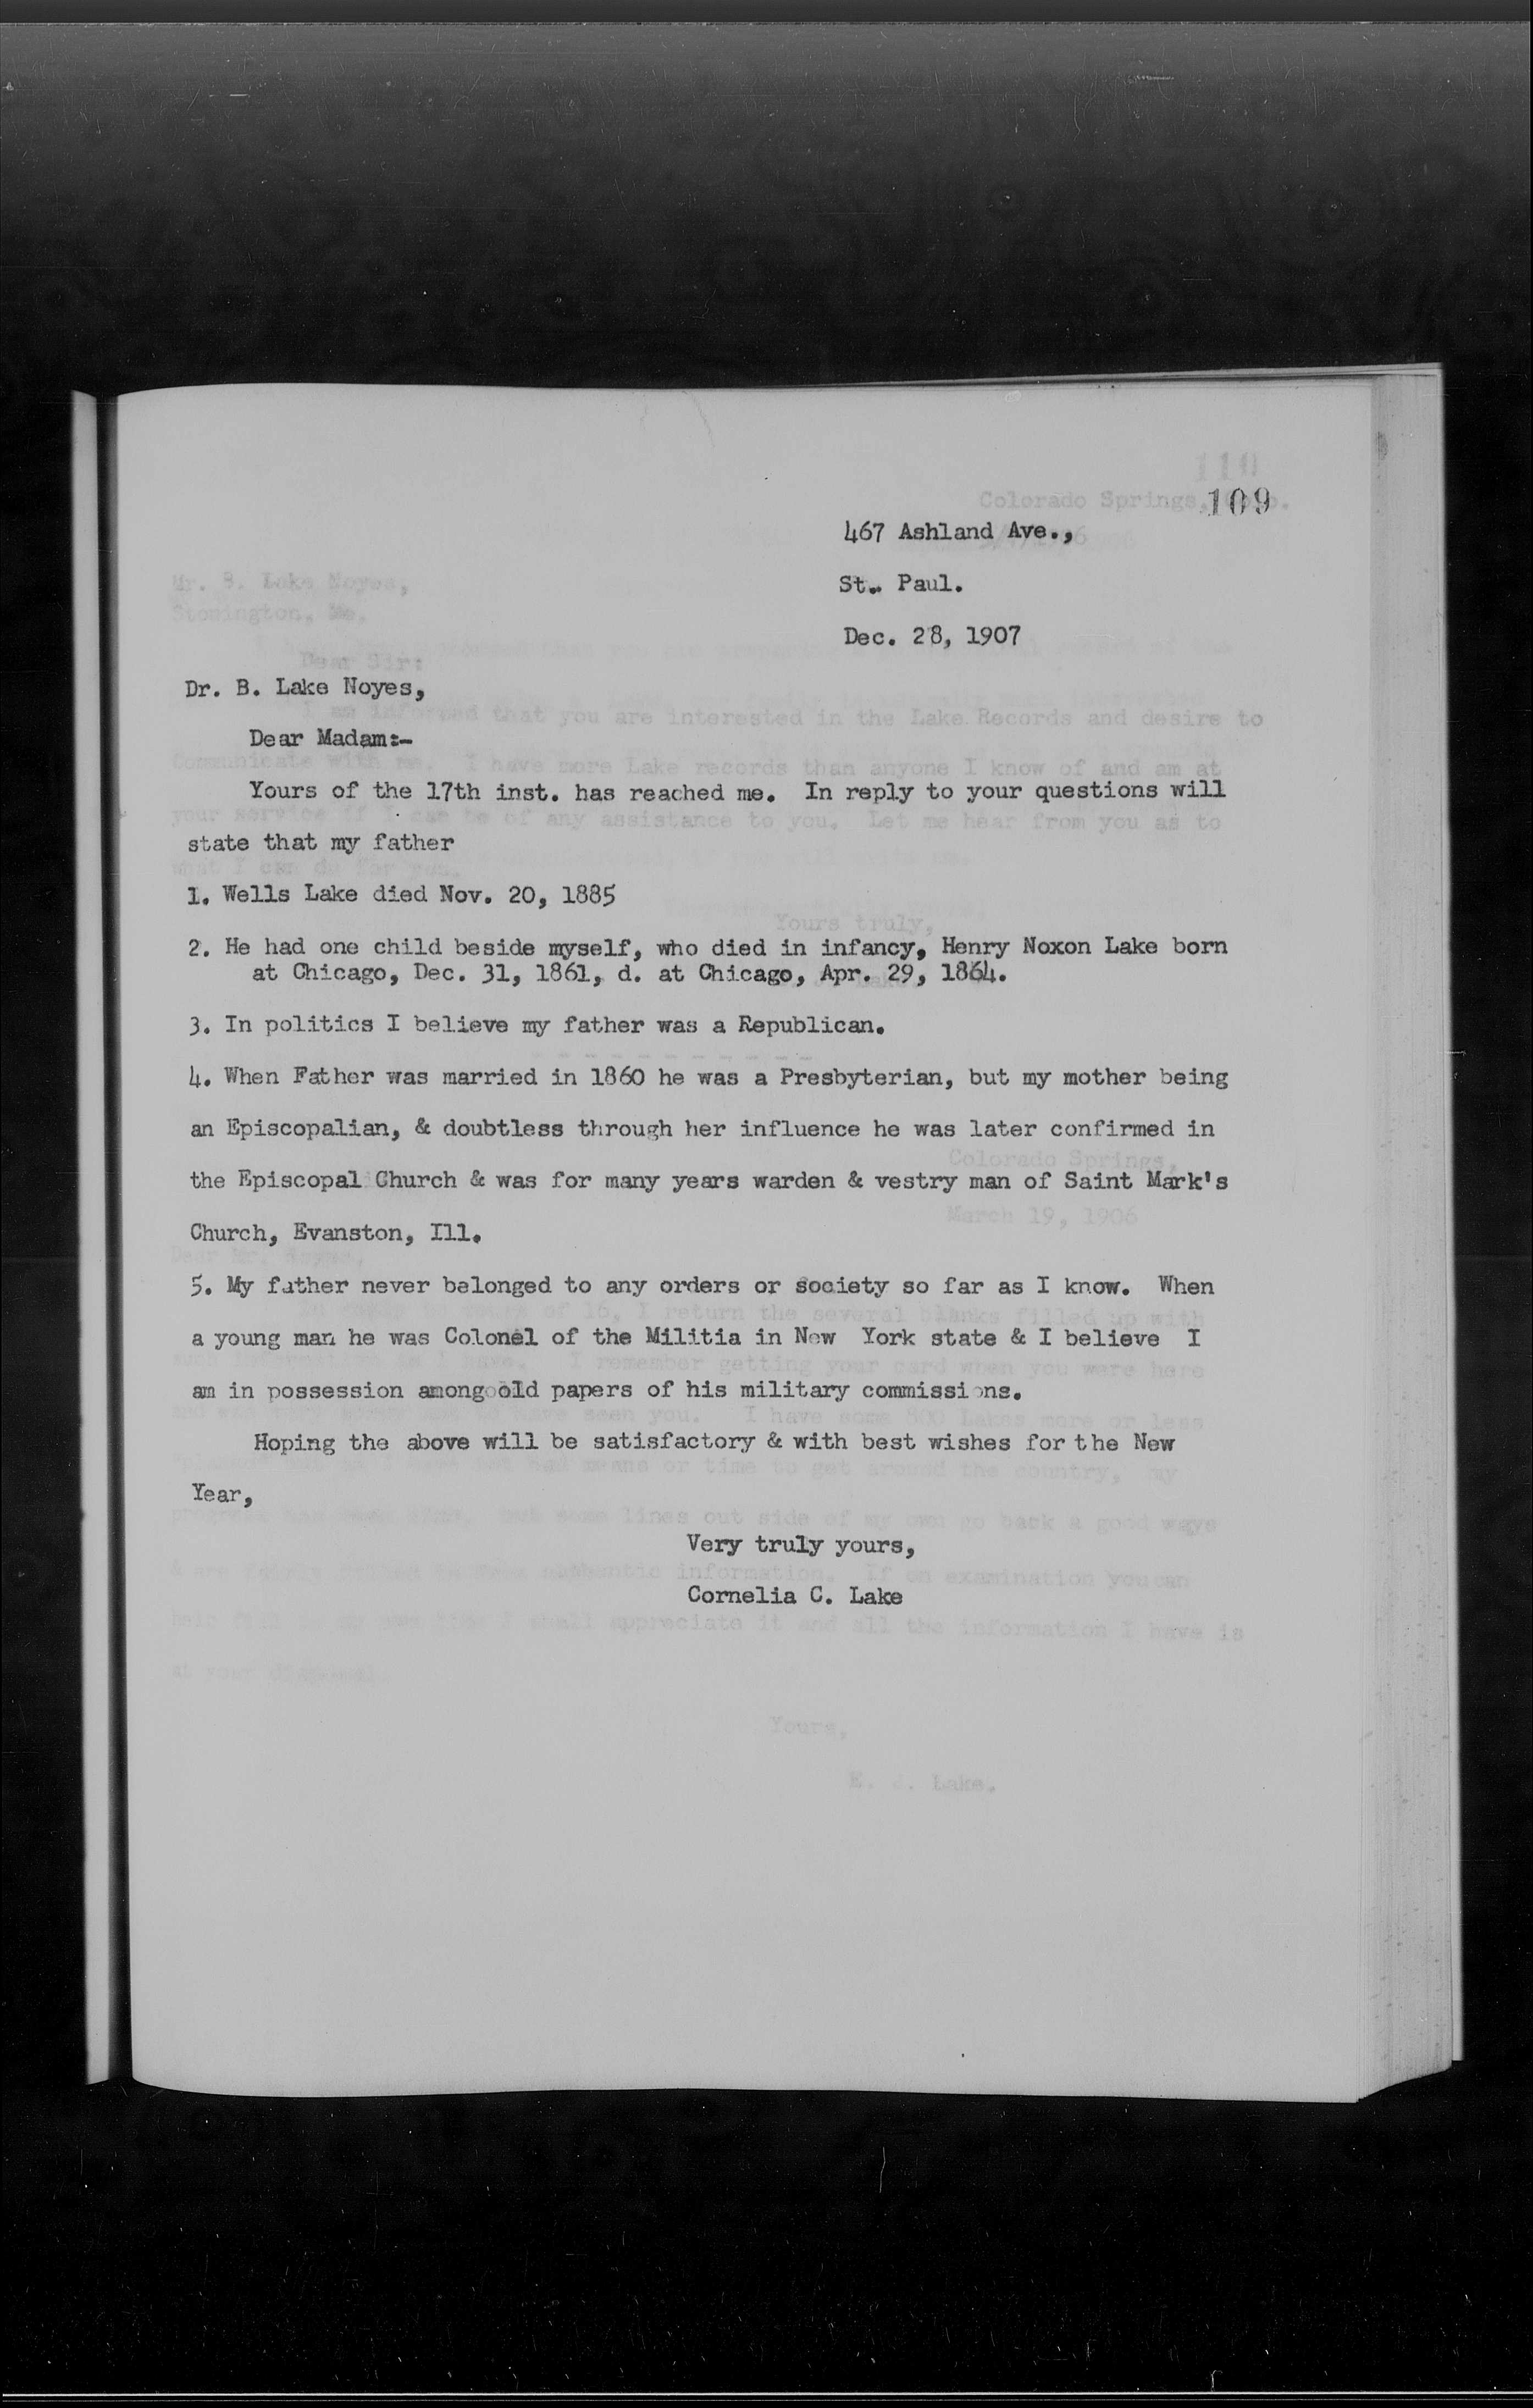 109
467 Ashland Ave.,
St. Paul.
Dec. 28, 1907
Dr. B. Lake Noyes,
Dear Madam:-
Yours of the 17th inst. has reached me. In reply to your questions will
state that my father
1. Wells Lake died Nov. 20, 1885
2. He had one child beside myself, who died in infancy, Henry Noxon Lake born
at Chicago, Dec. 31, 1861, d. at Chicago, Apr. 29, 1864.
3. In politics I believe my father was a Republican.
4. When Father was married in 1860 he was a Presbyterian, but my mother being
an Episcopalian, & doubtless through her influence he was later confirmed in
the Episcopal Church & was for many years warden & vestry man of Saint Mark's
Church, Evanston, Ill.
5. My father never belonged to any orders or society so far as I know. When
a young man he was Colonel of the Militia in New York state & I believe I
am in possession among old papers of his military commissions.
Hoping the above will be satisfactory & with best wishes for the New
Year,
Very truly yours,
Cornelia C. Lake